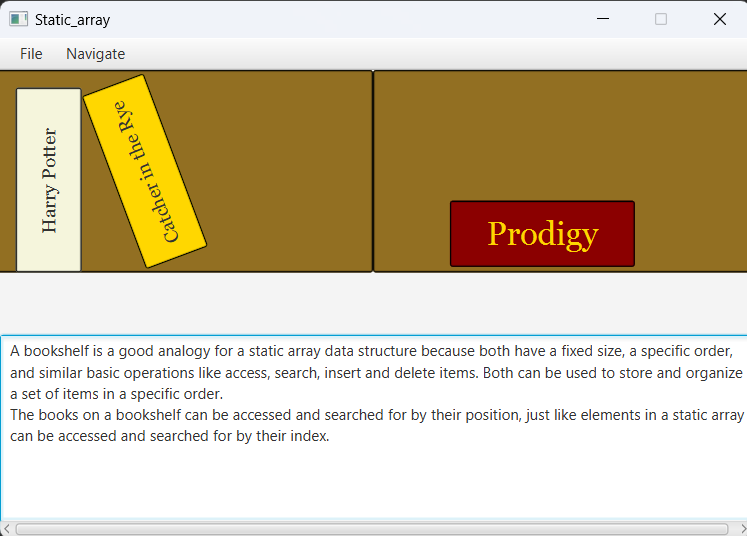 Static_array
File Navigate
Harry Potter
Catcher in the Rye
Prodigy
A bookshelf is a good analogy for a static array data structure because both have a fixed size, a specific order,
and similar basic operations like access, search, insert and delete items. Both can be used to store and organize
a set of items in a specific order.
The books on a bookshelf can be accessed and searched for by their position, just like elements in a static array
can be accessed and searched for by their index.